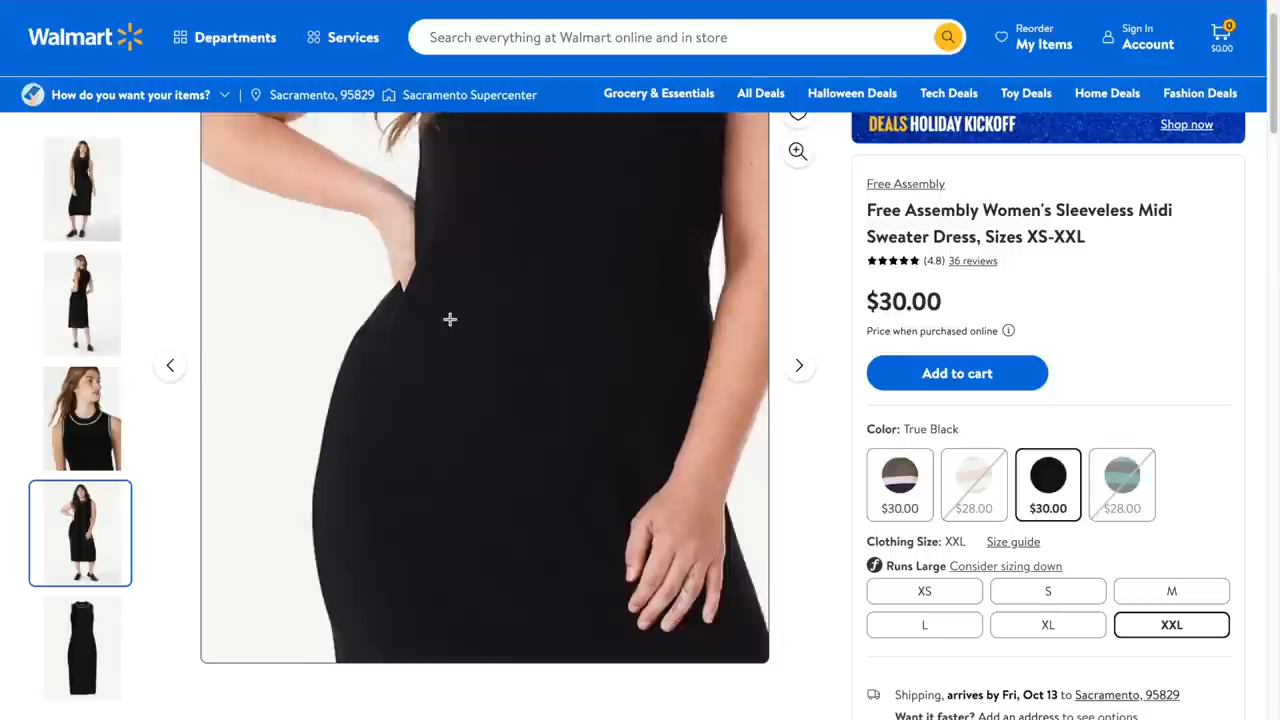 Walmart
Departments
Services
Search everything at Walmart online and in store
Reorder
My Items
Sign In
Account
0
$0.00
How do you want your items?
Sacramento, 95829
Sacramento Supercenter
Grocery & Essentials
All Deals
Halloween Deals
Tech Deals
Toy Deals
Home Deals
Fashion Deals
DEALS HOLIDAY KICKOFF
Shop now
Free Assembly
Free Assembly Women's Sleeveless Midi
Sweater Dress, Sizes XS-XXL
(4.8) 36 reviews
$30.00
Price when purchased online
Add to cart
Color: True Black
$30.00
$28.00
$30.00
$28.00
Clothing Size: XXL Size guide
Runs Large Consider sizing down
XS
S
M
L
XL
XXL
Shipping, arrives by Fri, Oct 13 to Sacramento, 95829
Want it faster? Add an address to see options